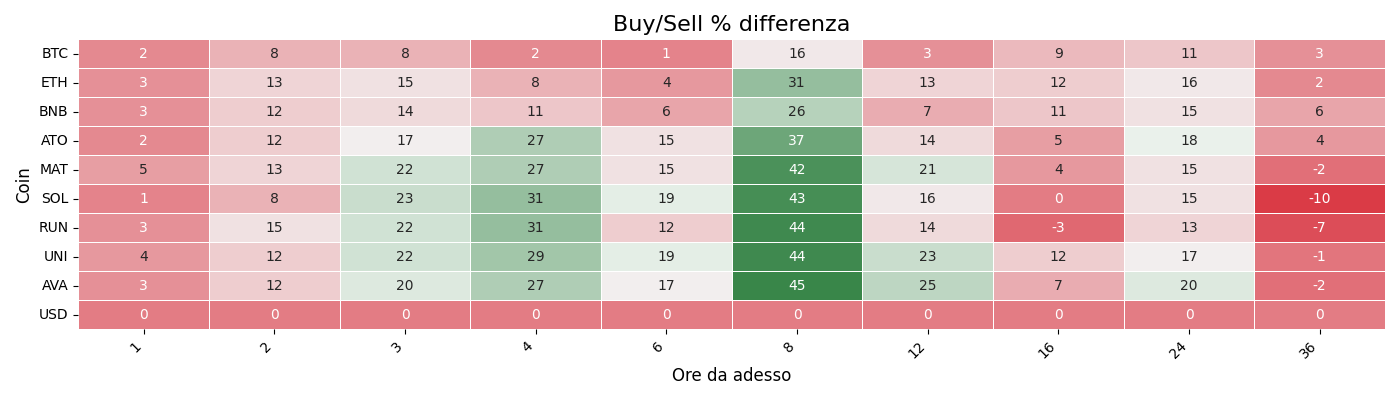 Buy/Sell % differenza
Coin
BTC 2 8 8 2 1 16 3 9 11 3
ETH 3 13 15 8 4 31 13 12 16 2
BNB 3 12 14 11 6 26 7 11 15 6
ATO 2 12 17 27 15 37 14 5 18 4
MAT 5 13 22 27 15 42 21 4 15 -2
SOL 1 8 23 31 19 43 16 0 15 -10
RUN 3 15 22 31 12 44 14 -3 13 -7
UNI 4 12 22 29 19 44 23 12 17 -1
AVA 3 12 20 27 17 45 25 7 20 -2
USD 0 0 0 0 0 0 0 0 0 0
1 2 3 4 6 8 12 16 24 36
Ore da adesso